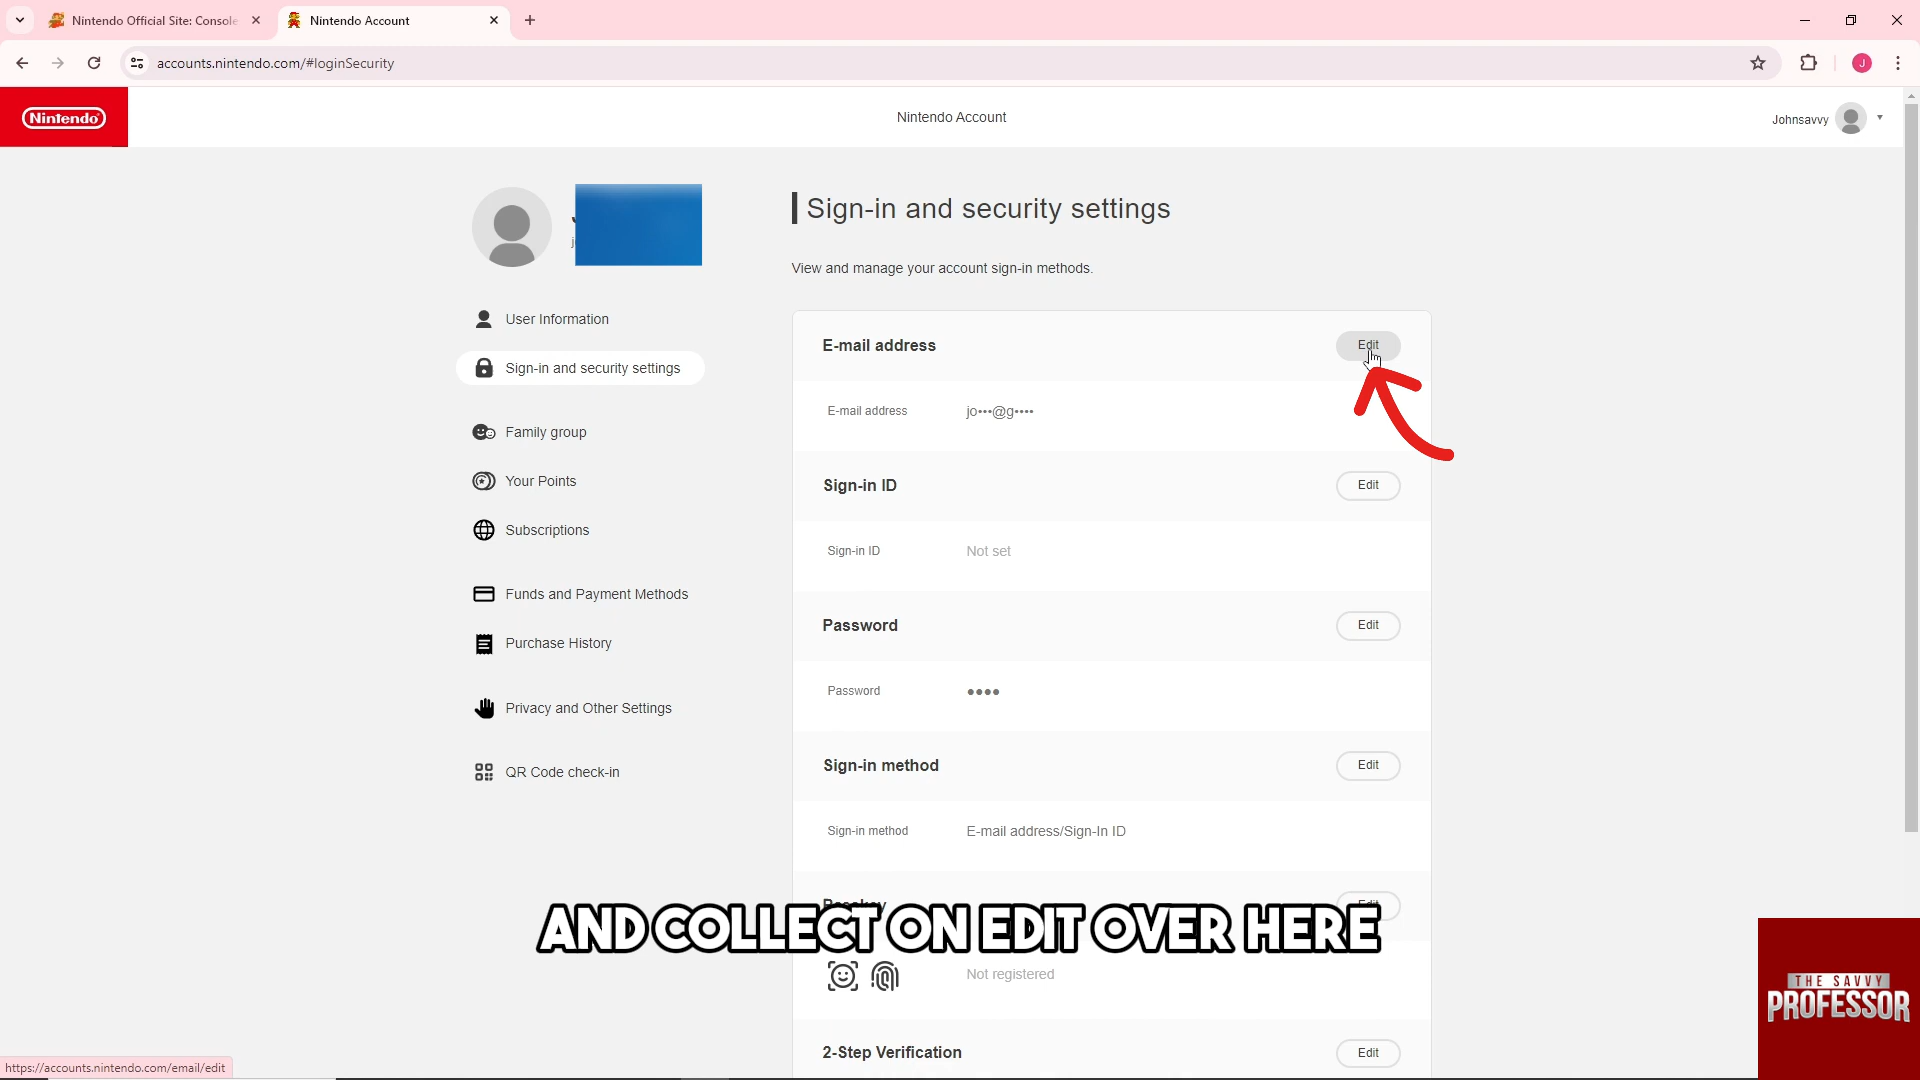 Nintendo Official Site: Console
Nintendo Account
accounts.nintendo.com/#loginSecurity
J
Nintendo
Nintendo Account
Johnsavvy
Sign-in and security settings
View and manage your account sign-in methods.
User Information
Sign-in and security settings
Family group
Your Points
Subscriptions
Funds and Payment Methods
Purchase History
Privacy and Other Settings
QR Code check-in
E-mail address
Edit
E-mail address jo•••@g••••
Sign-in ID
Edit
Sign-in ID Not set
Password
Edit
Password ●●●●
Sign-in method
Edit
Sign-in method E-mail address/Sign-In ID
AND COLLECT ON EDIT OVER HERE
Not registered
2-Step Verification
Edit
https://accounts.nintendo.com/email/edit
THE SAVVY
PROFESSOR